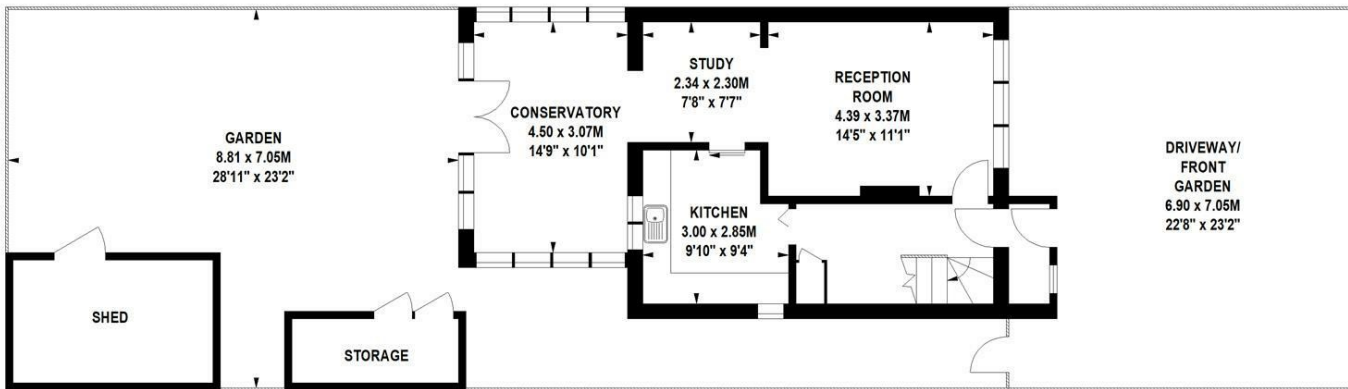 GARDEN
8.81 x 7.05M
28'11" x 23'2"
SHED
STORAGE
CONSERVATORY
4.50 x 3.07M
14'9" x 10'1"
STUDY
2.34 x 2.30M
7'8" x 7'7"
KITCHEN
3.00 x 2.85M
9'10" x 9'4"
RECEPTION
ROOM
4.39 x 3.37M
14'5" x 11'1"
DRIVEWAY/
FRONT
GARDEN
6.90 x 7.05M
22'8" x 23'2"